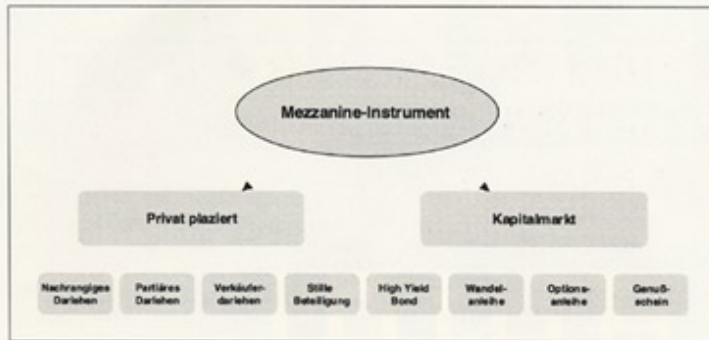 Mezzanine-Instrument
Privat plaziert
Kapitalmarkt
Nachrangiges
Darlehen
Partiäres
Darlehen
Verkäufer-
darlehen
Stille
Beteiligung
High Yield
Bond
Wandel-
anleihe
Options-
anleihe
Genuß-
schein